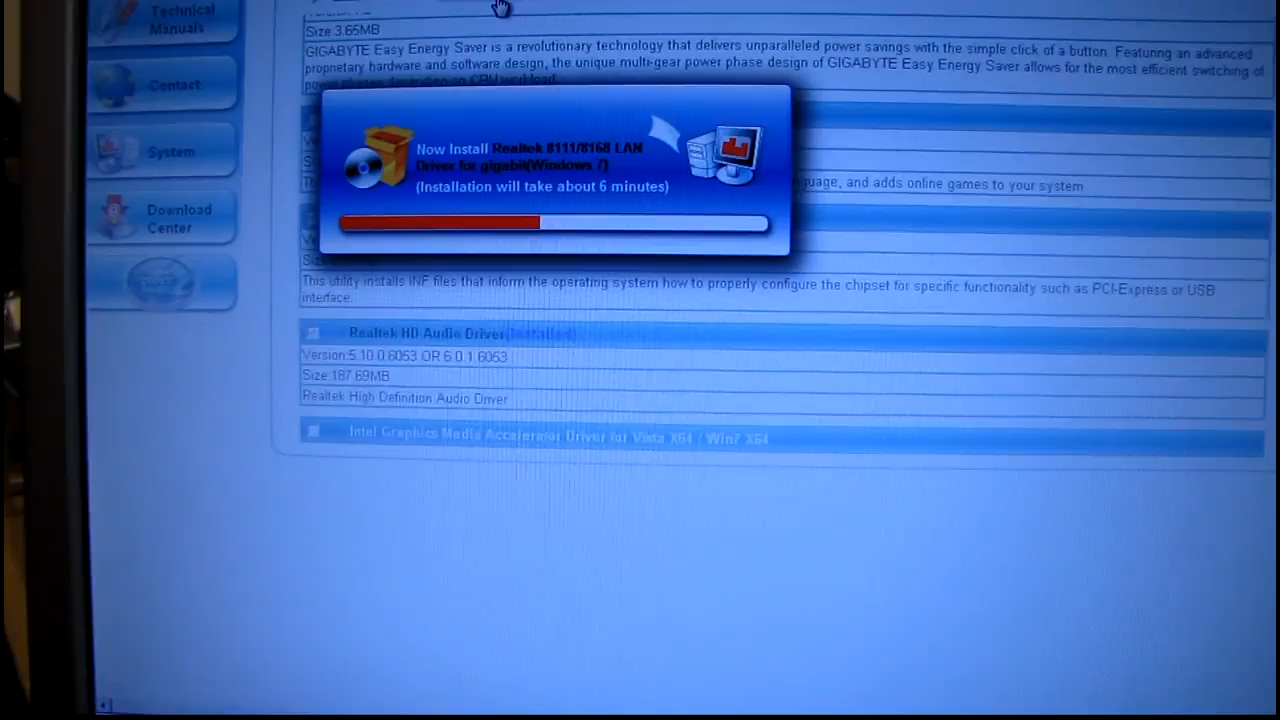 Technical
Manuals
Contact
System
Download
Center
Size 3.65MB
GIGABYTE Easy Energy Saver is a revolutionary technology that delivers unparalleled power savings with the simple click of a button. Featuring an advanced
proprietary hardware and software design, the unique multi-gear power phase design of GIGABYTE Easy Energy Saver allows for the most efficient switching of
Now Install Realtek 8111/8168 LAN
Driver for gigabit(Windows 7)
(Installation will take about 6 minutes)
and adds online games to your system
This utility installs INF files that inform the operating system how to properly configure the chipset for specific functionality such as PCI-Express or USB
interface.
Realtek HD Audio Driver(Installed)
Version:5.10.0.6053 OR 6.0.1.6053
Size:187.69MB
Realtek High Definition Audio Driver
Intel Graphics Media Accelerator Driver for Vista X64 / Win7 X64